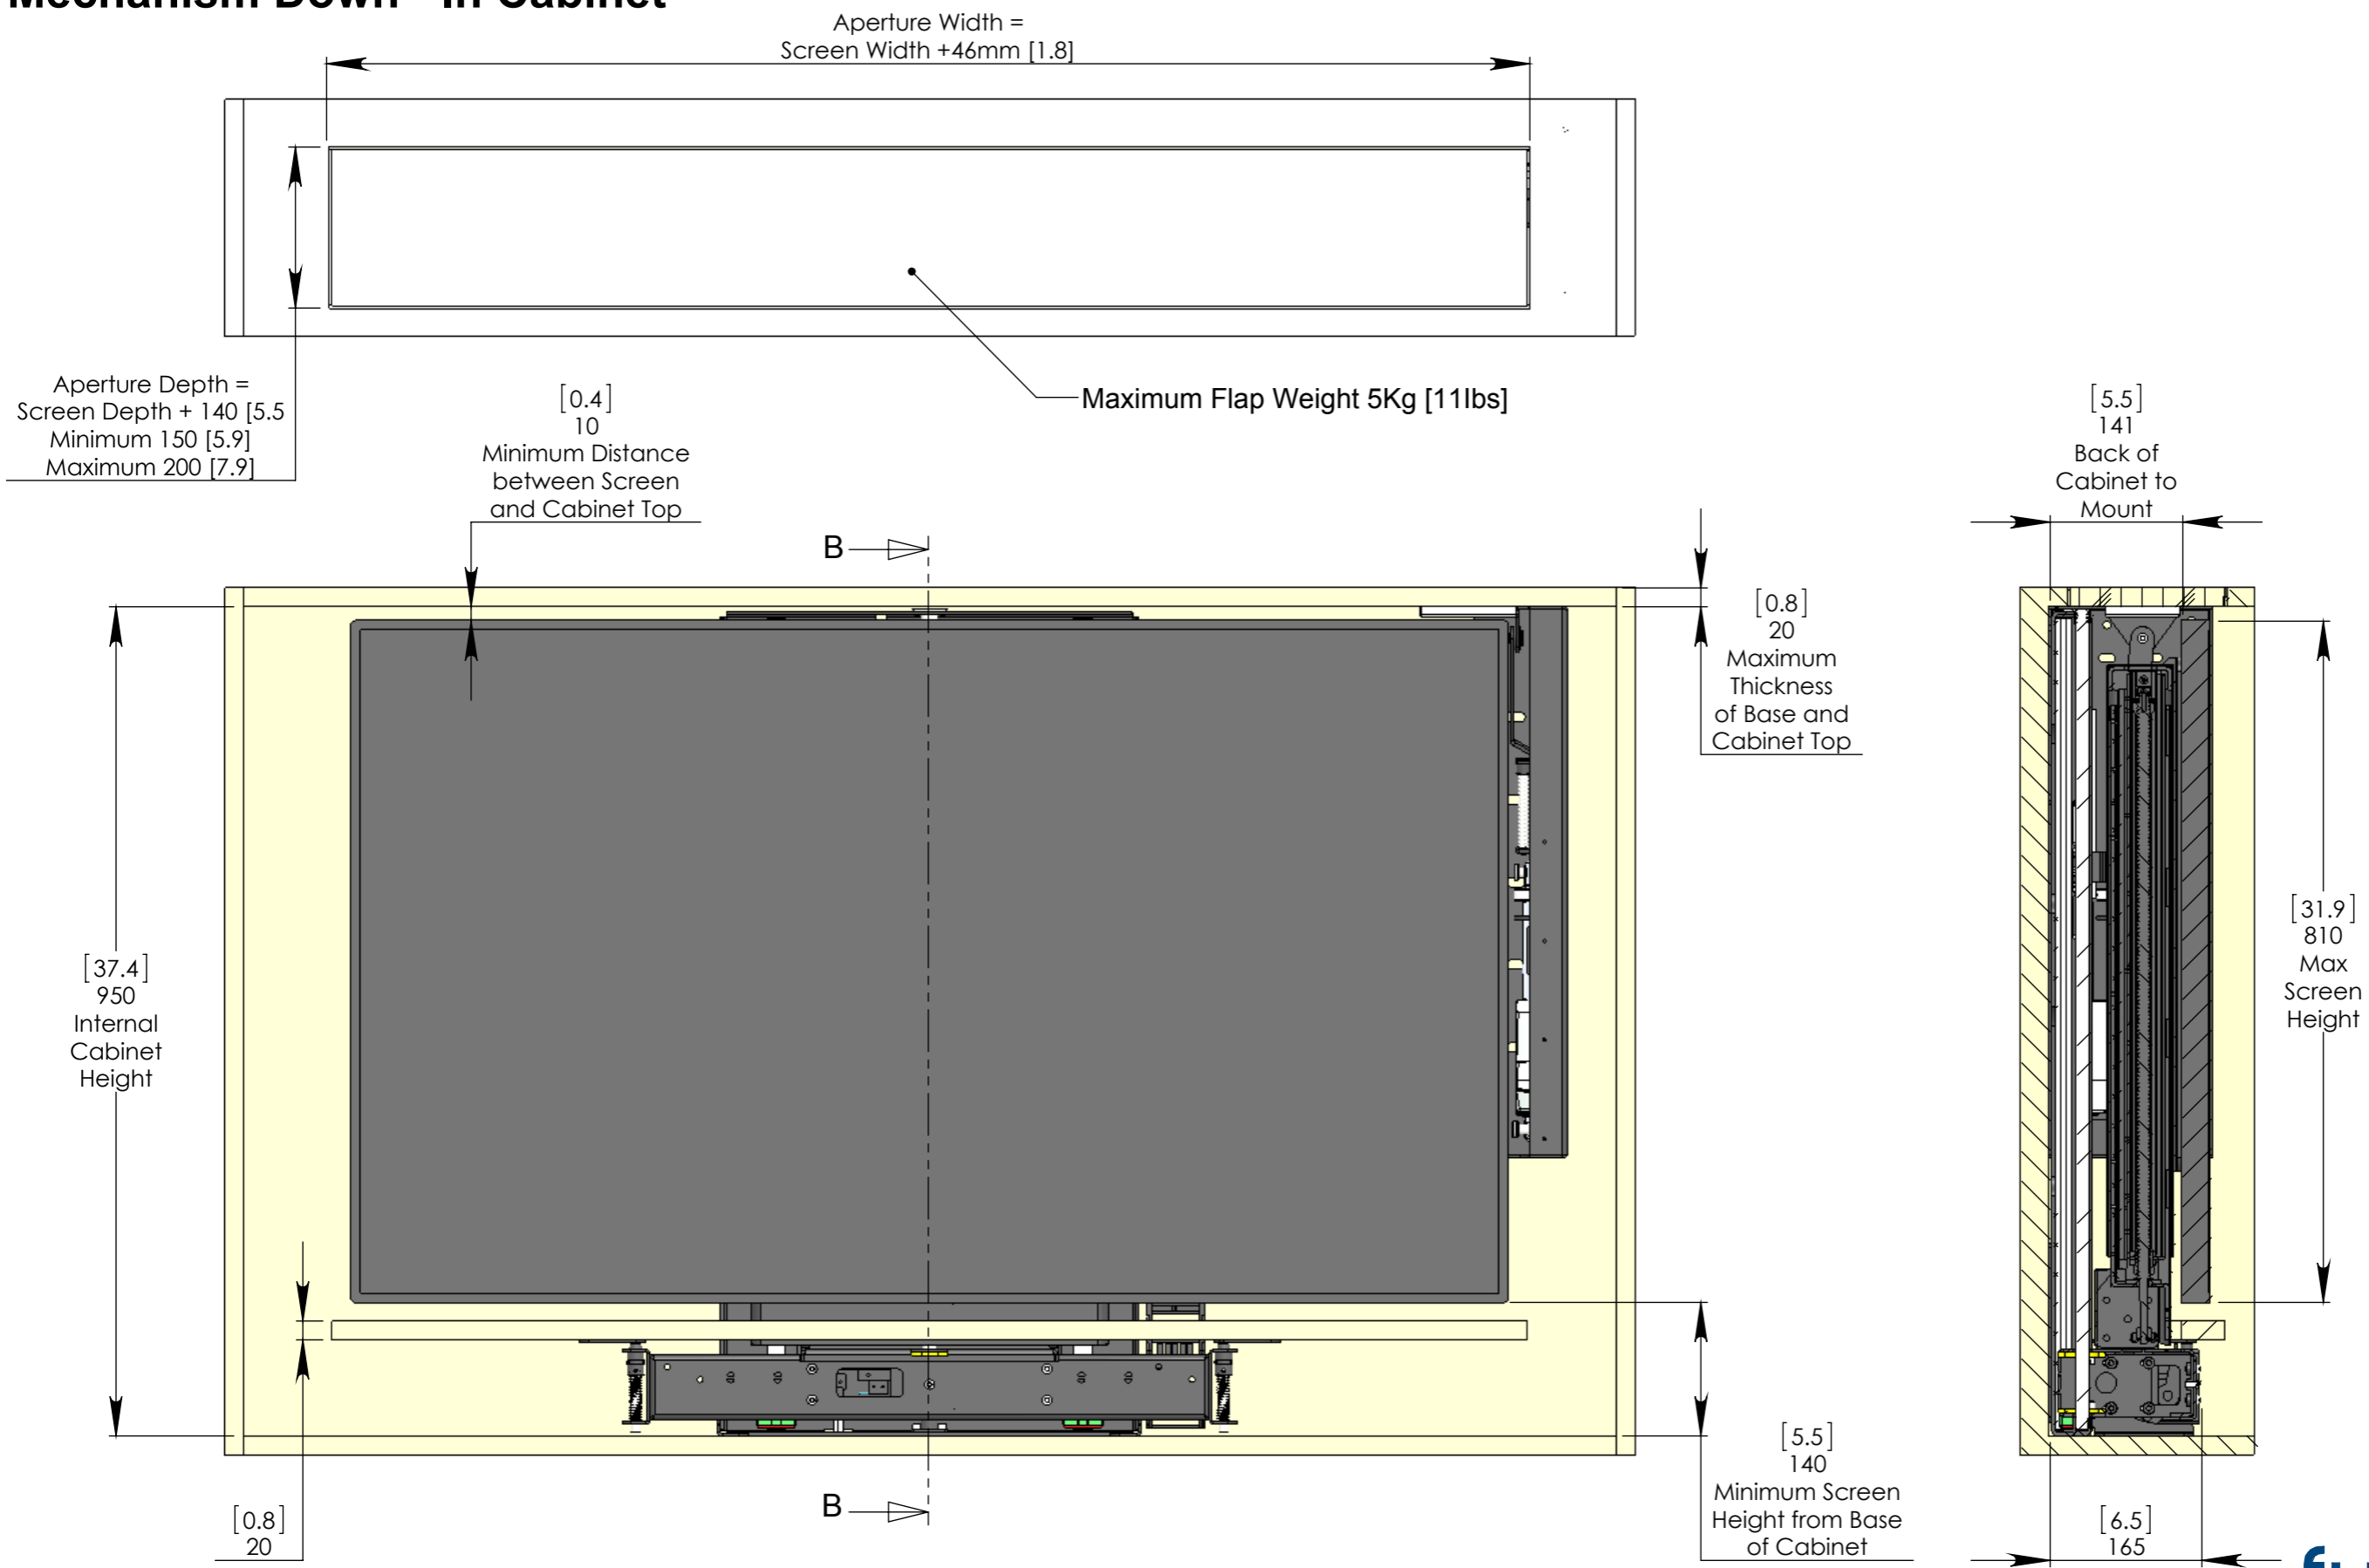 Mechanism Down - In Cabinet
Aperture Width =
Screen Width +46mm [1.8]
Aperture Depth =
Screen Depth + 140 [5.5
Minimum 150 [5.9]
Maximum 200 [7.9]
[0.4]
10
Minimum Distance
between Screen
and Cabinet Top
Maximum Flap Weight 5Kg [11lbs]
[5.5]
141
Back of
Cabinet to
Mount
B
[0.8]
20
Maximum
Thickness
of Base and
Cabinet Top
[37.4]
950
Internal
Cabinet
Height
[31.9]
810
Max
Screen
Height
[0.8]
20
B
[5.5]
140
Minimum Screen
Height from Base
of Cabinet
[6.5]
165